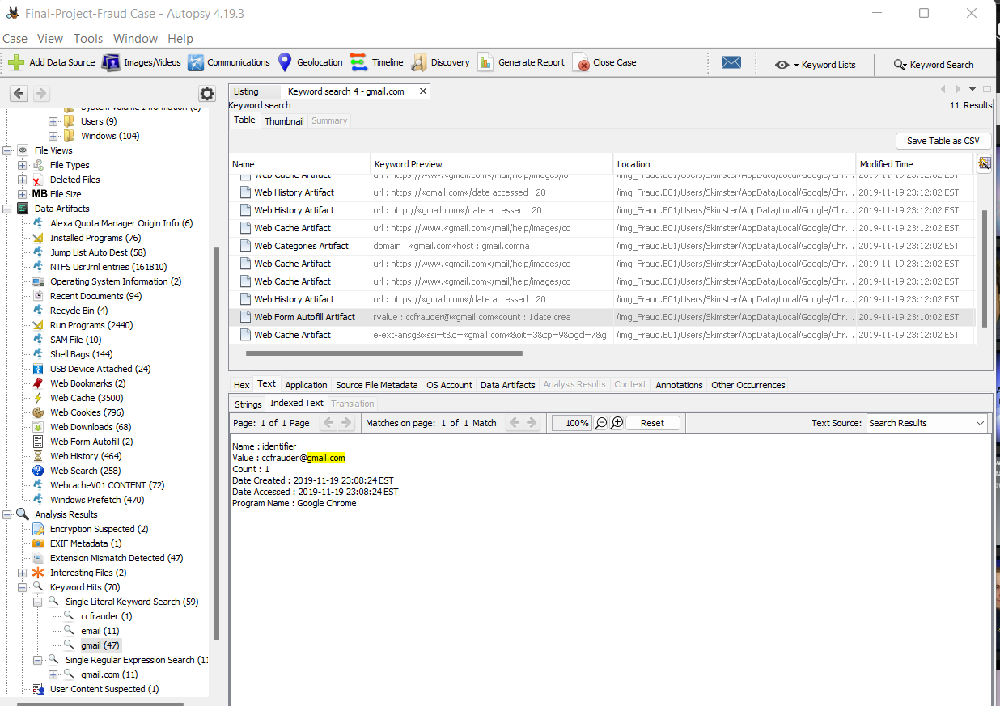 Final-Project-Fraud Case - Autopsy 4.19.3
Case View Tools Window Help
Add Data Source Images/Videos Communications Geolocation Timeline Discovery Generate Report Close Case Keyword Lists Keyword Search
System Volume Information (6)
Users (9)
Windows (104)
File Views
File Types
Deleted Files
MB File Size
Data Artifacts
Alexa Quota Manager Origin Info (6)
Installed Programs (76)
Jump List Auto Dest (58)
NTFS UsrJrnl entries (161810)
Operating System Information (2)
Recent Documents (94)
Recycle Bin (4)
Run Programs (2440)
SAM File (10)
Shell Bags (144)
USB Device Attached (24)
Web Bookmarks (2)
Web Cache (3500)
Web Cookies (796)
Web Downloads (68)
Web Form Autofill (2)
Web History (464)
Web Search (258)
WebcacheV01 CONTENT (72)
Windows Prefetch (470)
Analysis Results
Encryption Suspected (2)
EXIF Metadata (1)
Extension Mismatch Detected (47)
Interesting Files (2)
Keyword Hits (70)
Single Literal Keyword Search (59)
ccfrauder (1)
email (11)
gmail (47)
Single Regular Expression Search (11
gmail.com (11)
User Content Suspected (1)
Listing Keyword search 4 - gmail.com
Keyword search 11 Results
Table Thumbnail Summary
Save Table as CSV
Name Keyword Preview Location Modified Time
Web Cache Artifact url : https://www.«gmail.com«/mail/help/images/lo /img_Fraud.E01/Users/Skimster/AppData/Local/Google/Chr... 2019-11-19 23:12:02 EST
Web History Artifact url : https://«gmail.com«/date accessed : 20 /img_Fraud.E01/Users/Skimster/AppData/Local/Google/Chr... 2019-11-19 23:12:02 EST
Web History Artifact url : http://«gmail.com«/date accessed : 20 /img_Fraud.E01/Users/Skimster/AppData/Local/Google/Chr... 2019-11-19 23:12:02 EST
Web Cache Artifact url : https://www.«gmail.com«/mail/help/images/co /img_Fraud.E01/Users/Skimster/AppData/Local/Google/Chr... 2019-11-19 23:12:02 EST
Web Categories Artifact domain : «gmail.com«host : gmail.comna /img_Fraud.E01/Users/Skimster/AppData/Local/Google/Chr... 2019-11-19 23:12:02 EST
Web Cache Artifact url : https://www.«gmail.com«/mail/help/images/co /img_Fraud.E01/Users/Skimster/AppData/Local/Google/Chr... 2019-11-19 23:12:02 EST
Web Cache Artifact url : https://www.«gmail.com«/mail/help/images/co /img_Fraud.E01/Users/Skimster/AppData/Local/Google/Chr... 2019-11-19 23:12:02 EST
Web History Artifact url : https://www.«gmail.com«/date accessed : 20 /img_Fraud.E01/Users/Skimster/AppData/Local/Google/Chr... 2019-11-19 23:12:02 EST
Web Form Autofill Artifact rvalue : ccfrauder@«gmail.com«count : 1date crea /img_Fraud.E01/Users/Skimster/AppData/Local/Google/Chr... 2019-11-19 23:10:02 EST
Web Cache Artifact e-ext-ansg&xssi=t&q=«gmail.com«&oit=3&cp=9&pgcl=7&g /img_Fraud.E01/Users/Skimster/AppData/Local/Google/Chr... 2019-11-19 23:12:02 EST
Hex Text Application Source File Metadata OS Account Data Artifacts Analysis Results Context Annotations Other Occurrences
Strings Indexed Text Translation
Page: 1 of 1 Page Matches on page: 1 of 1 Match 100% Reset Text Source: Search Results
Name : identifier
Value : ccfrauder@gmail.com
Count : 1
Date Created : 2019-11-19 23:08:24 EST
Date Accessed : 2019-11-19 23:08:24 EST
Program Name : Google Chrome